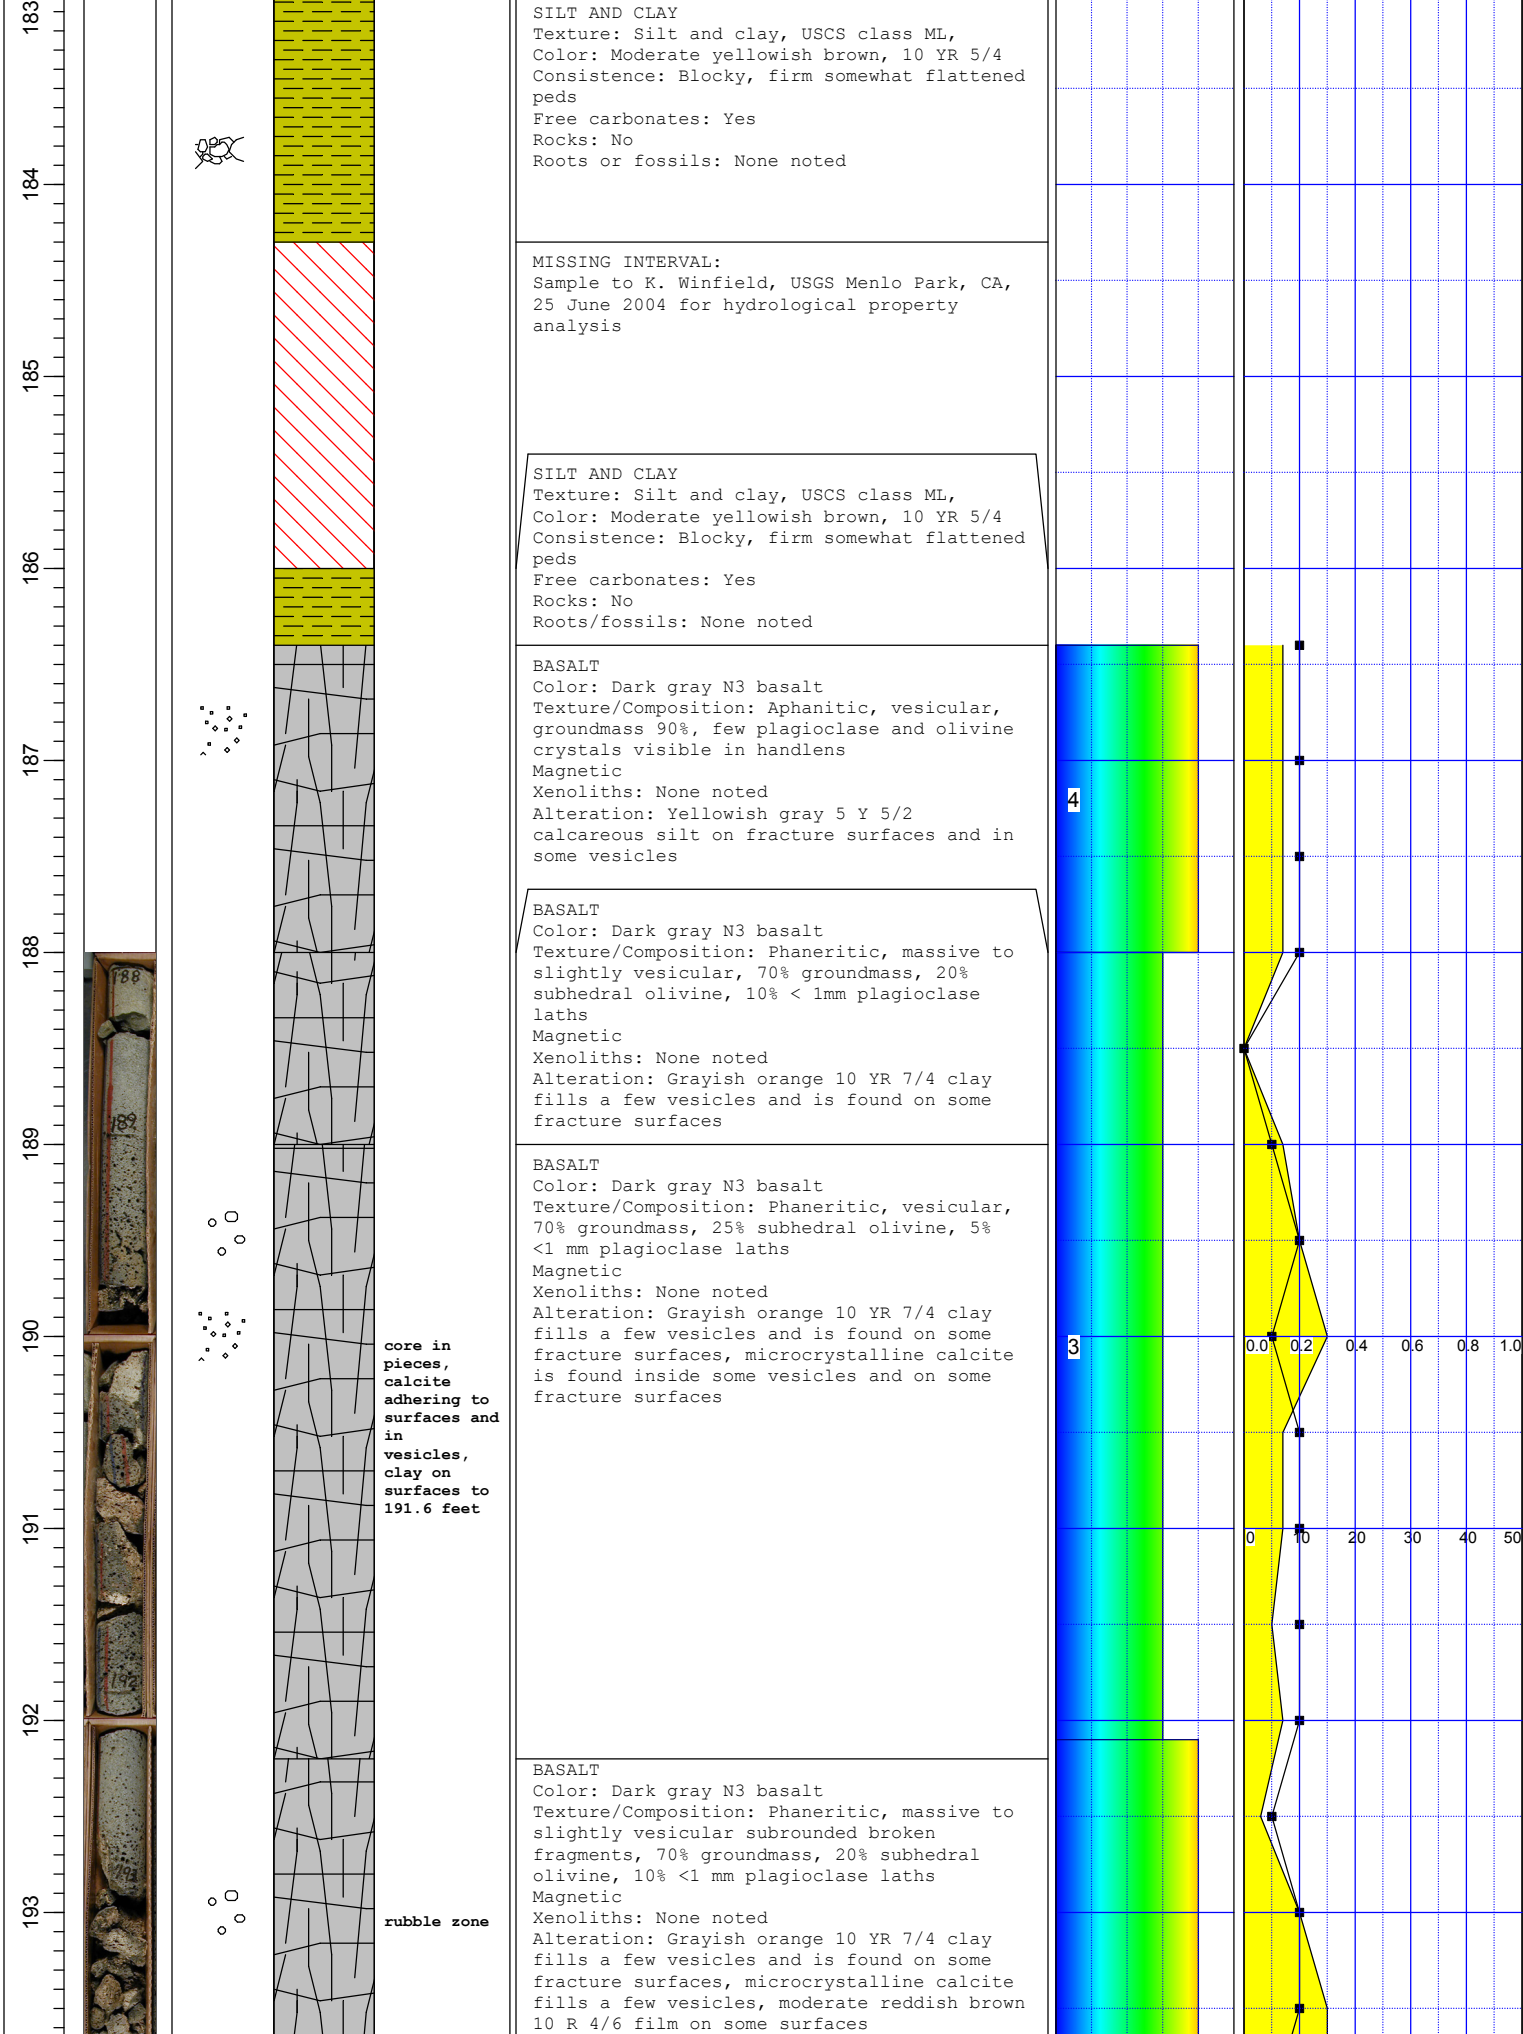 183
SILT AND CLAY
Texture: Silt and clay, USCS class ML,
Color: Moderate yellowish brown, 10 YR 5/4
Consistence: Blocky, firm somewhat flattened
peds
Free carbonates: Yes
Rocks: No
Roots or fossils: None noted
184
MISSING INTERVAL:
Sample to K. Winfield, USGS Menlo Park, CA,
25 June 2004 for hydrological property
analysis
185
SILT AND CLAY
Texture: Silt and clay, USCS class ML,
Color: Moderate yellowish brown, 10 YR 5/4
Consistence: Blocky, firm somewhat flattened
peds
Free carbonates: Yes
Rocks: No
Roots/fossils: None noted
186
BASALT
Color: Dark gray N3 basalt
Texture/Composition: Aphanitic, vesicular,
groundmass 90%, few plagioclase and olivine
crystals visible in handlens
Magnetic
Xenoliths: None noted
Alteration: Yellowish gray 5 Y 5/2
calcareous silt on fracture surfaces and in
some vesicles
187
4
BASALT
Color: Dark gray N3 basalt
Texture/Composition: Phaneritic, massive to
slightly vesicular, 70% groundmass, 20%
subhedral olivine, 10% < 1mm plagioclase
laths
Magnetic
Xenoliths: None noted
Alteration: Grayish orange 10 YR 7/4 clay
fills a few vesicles and is found on some
fracture surfaces
188
188
189
189
BASALT
Color: Dark gray N3 basalt
Texture/Composition: Phaneritic, vesicular,
70% groundmass, 25% subhedral olivine, 5%
<1 mm plagioclase laths
Magnetic
Xenoliths: None noted
Alteration: Grayish orange 10 YR 7/4 clay
fills a few vesicles and is found on some
fracture surfaces, microcrystalline calcite
is found inside some vesicles and on some
fracture surfaces
190
core in
pieces,
calcite
adhering to
surfaces and
in
vesicles,
clay on
surfaces to
191.6 feet
3
0.0 0.2 0.4 0.6 0.8 1.0
191
0 10 20 30 40 50
192
192
BASALT
Color: Dark gray N3 basalt
Texture/Composition: Phaneritic, massive to
slightly vesicular subrounded broken
fragments, 70% groundmass, 20% subhedral
olivine, 10% <1 mm plagioclase laths
Magnetic
Xenoliths: None noted
Alteration: Grayish orange 10 YR 7/4 clay
fills a few vesicles and is found on some
fracture surfaces, microcrystalline calcite
fills a few vesicles, moderate reddish brown
10 R 4/6 film on some surfaces
193
193
rubble zone